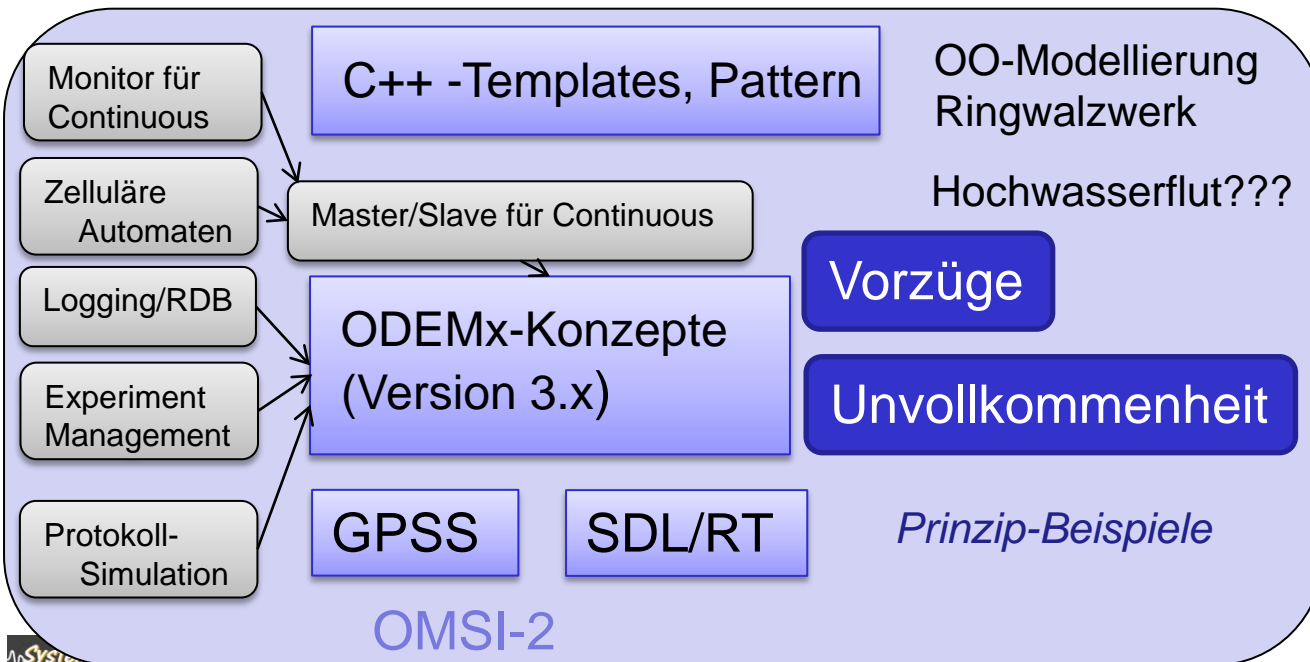 Monitor für
Continuous
Zelluläre
Automaten
Logging/RDB
Experiment
Management
Protokoll-
Simulation
C++ -Templates, Pattern
Master/Slave für Continuous
ODEMx-Konzepte
(Version 3.x)
GPSS
SDL/RT
OMSI-2
OO-Modellierung
Ringwalzwerk
Hochwasserflut???
Vorzüge
Unvollkommenheit
Prinzip-Beispiele